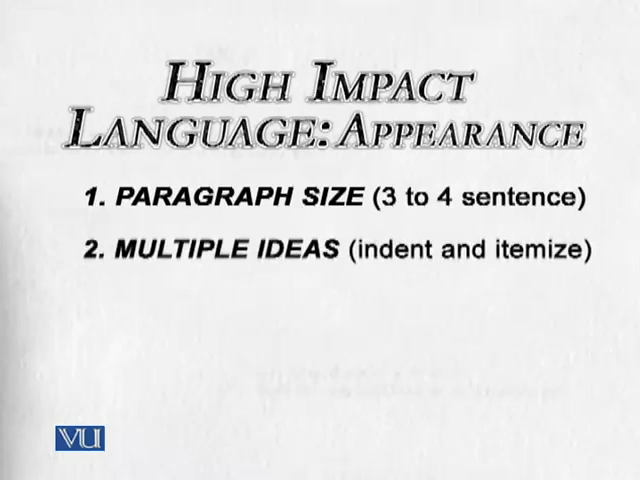 HIGH IMPACT
LANGUAGE: APPEARANCE
1. PARAGRAPH SIZE (3 to 4 sentence)
2. MULTIPLE IDEAS (indent and itemize)
VU